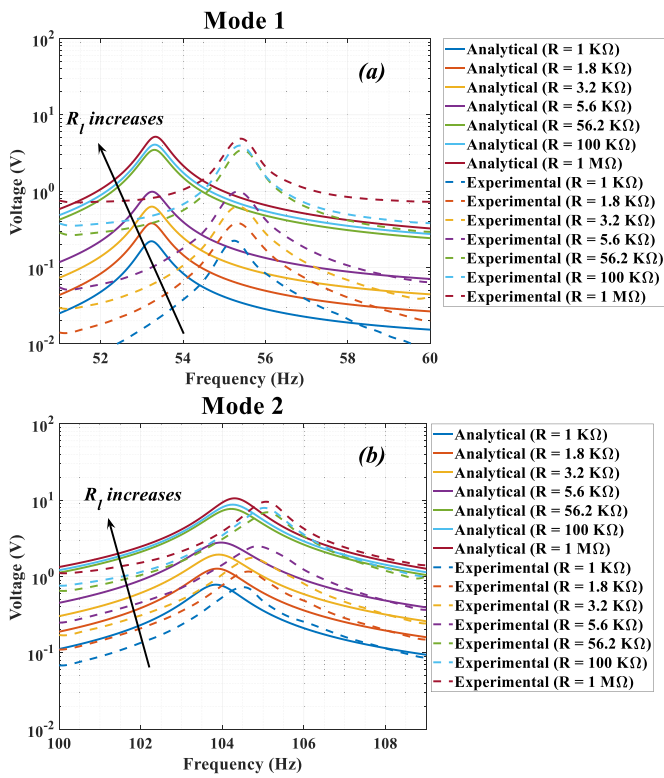 Mode 1
10^2
10^1
10^0
10^-1
10^-2
Voltage (V)
(a)
R_l increases
52
54
56
58
60
Frequency (Hz)
Analytical (R = 1 KΩ)
Analytical (R = 1.8 KΩ)
Analytical (R = 3.2 KΩ)
Analytical (R = 5.6 KΩ)
Analytical (R = 56.2 KΩ)
Analytical (R = 100 KΩ)
Analytical (R = 1 MΩ)
Experimental (R = 1 KΩ)
Experimental (R = 1.8 KΩ)
Experimental (R = 3.2 KΩ)
Experimental (R = 5.6 KΩ)
Experimental (R = 56.2 KΩ)
Experimental (R = 100 KΩ)
Experimental (R = 1 MΩ)
Mode 2
10^2
10^1
10^0
10^-1
10^-2
Voltage (V)
(b)
R_l increases
100
102
104
106
108
Frequency (Hz)
Analytical (R = 1 KΩ)
Analytical (R = 1.8 KΩ)
Analytical (R = 3.2 KΩ)
Analytical (R = 5.6 KΩ)
Analytical (R = 56.2 KΩ)
Analytical (R = 100 KΩ)
Analytical (R = 1 MΩ)
Experimental (R = 1 KΩ)
Experimental (R = 1.8 KΩ)
Experimental (R = 3.2 KΩ)
Experimental (R = 5.6 KΩ)
Experimental (R = 56.2 KΩ)
Experimental (R = 100 KΩ)
Experimental (R = 1 MΩ)